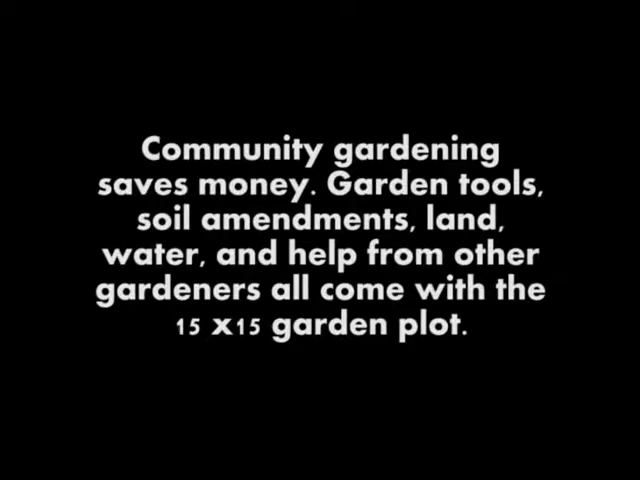 Community gardening
saves money. Garden tools,
soil amendments, land,
water, and help from other
gardeners all come with the
15 x15 garden plot.